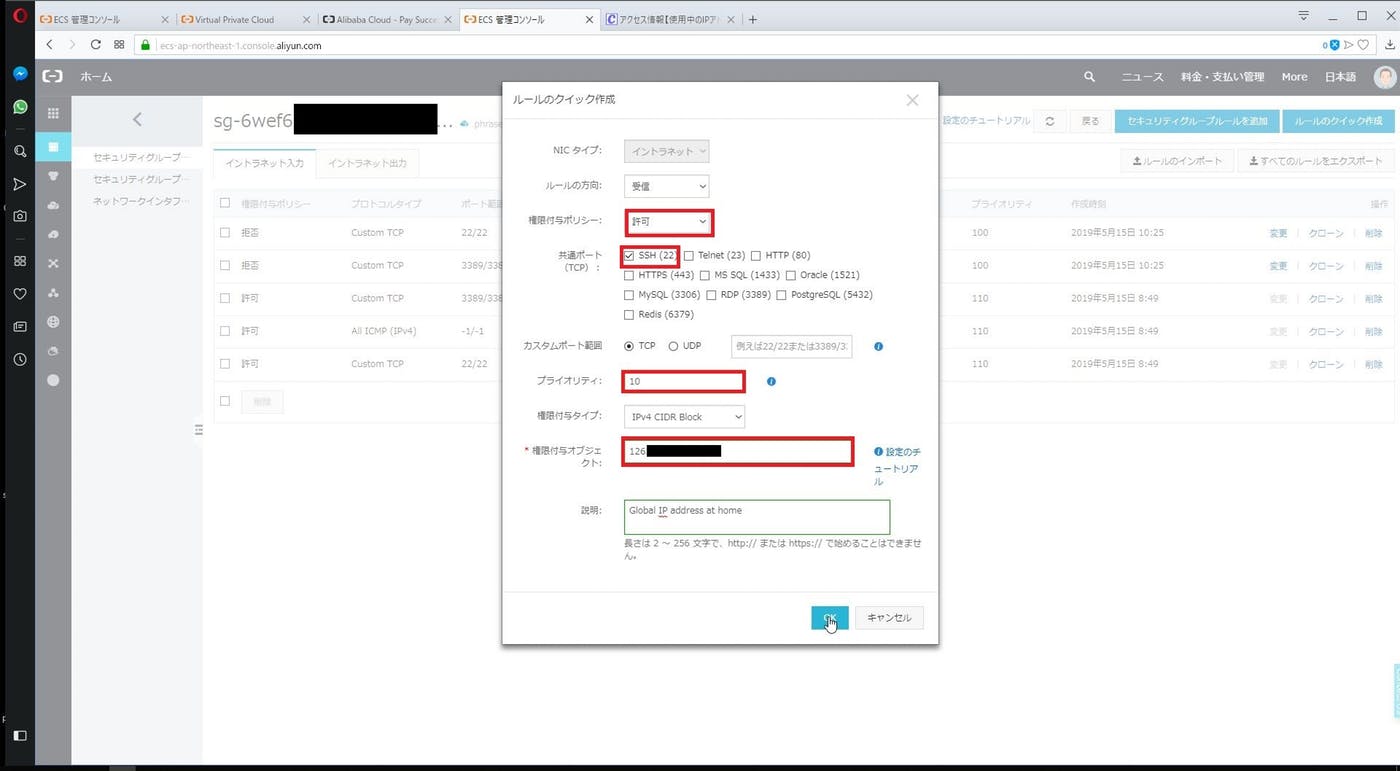 ECS 管理コンソール
Virtual Private Cloud
Alibaba Cloud - Pay Succe
ECS 管理コンソール
アクセス情報【使用中のIPア
ecs-ap-northeast-1.console.aliyun.com
0
ホーム
ニュース 料金・支払い管理 More 日本語
sg-6wef6 ... phrase
設定のチュートリアル 戻る セキュリティグループルールを追加 ルールのクイック作成
セキュリティグループ…
セキュリティグループ…
ネットワークインタフ…
イントラネット入力 イントラネット出力
ルールのインポート すべてのルールをエクスポート
権限付与ポリシー プロトコルタイプ ポート範囲 プライオリティ 作成時刻 操作
拒否 Custom TCP 22/22 100 2019年5月15日 10:25 変更 クローン 削除
拒否 Custom TCP 3389/338 100 2019年5月15日 10:25 変更 クローン 削除
許可 Custom TCP 3389/338 110 2019年5月15日 8:49 変更 クローン 削除
許可 All ICMP (IPv4) -1/-1 110 2019年5月15日 8:49 変更 クローン 削除
許可 Custom TCP 22/22 110 2019年5月15日 8:49 変更 クローン 削除
削除
ルールのクイック作成
NIC タイプ: イントラネット
ルールの方向: 受信
権限付与ポリシー: 許可
共通ポート
（TCP）：
SSH (22) Telnet (23) HTTP (80)
HTTPS (443) MS SQL (1433) Oracle (1521)
MySQL (3306) RDP (3389) PostgreSQL (5432)
Redis (6379)
カスタムポート範囲 TCP UDP 例えば22/22または3389/3
プライオリティ: 10
権限付与タイプ: IPv4 CIDR Block
* 権限付与オブジェ
クト:
126
設定のチ
ュートリア
ル
説明: Global IP address at home
長さは 2 ～ 256 文字で、http:// または https:// で始めることはできませ
ん。
OK キャンセル